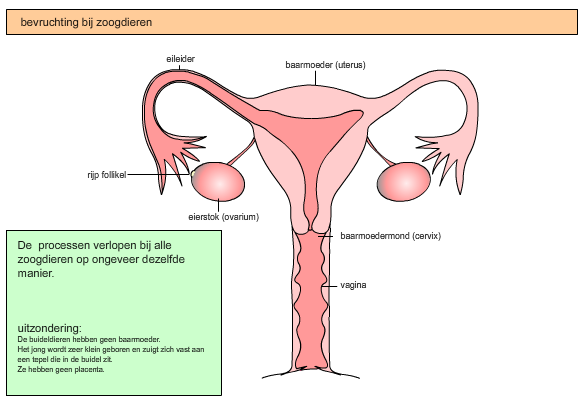 bevruchting bij zoogdieren
eileider
baarmoeder (uterus)
rijp follikel
eierstok (ovarium)
baarmoedermond (cervix)
vagina
De processen verlopen bij alle
zoogdieren op ongeveer dezelfde
manier.
uitzondering:
De buideldieren hebben geen baarmoeder.
Het jong wordt zeer klein geboren en zuigt zich vast aan
een tepel die in de buidel zit.
Ze hebben geen placenta.